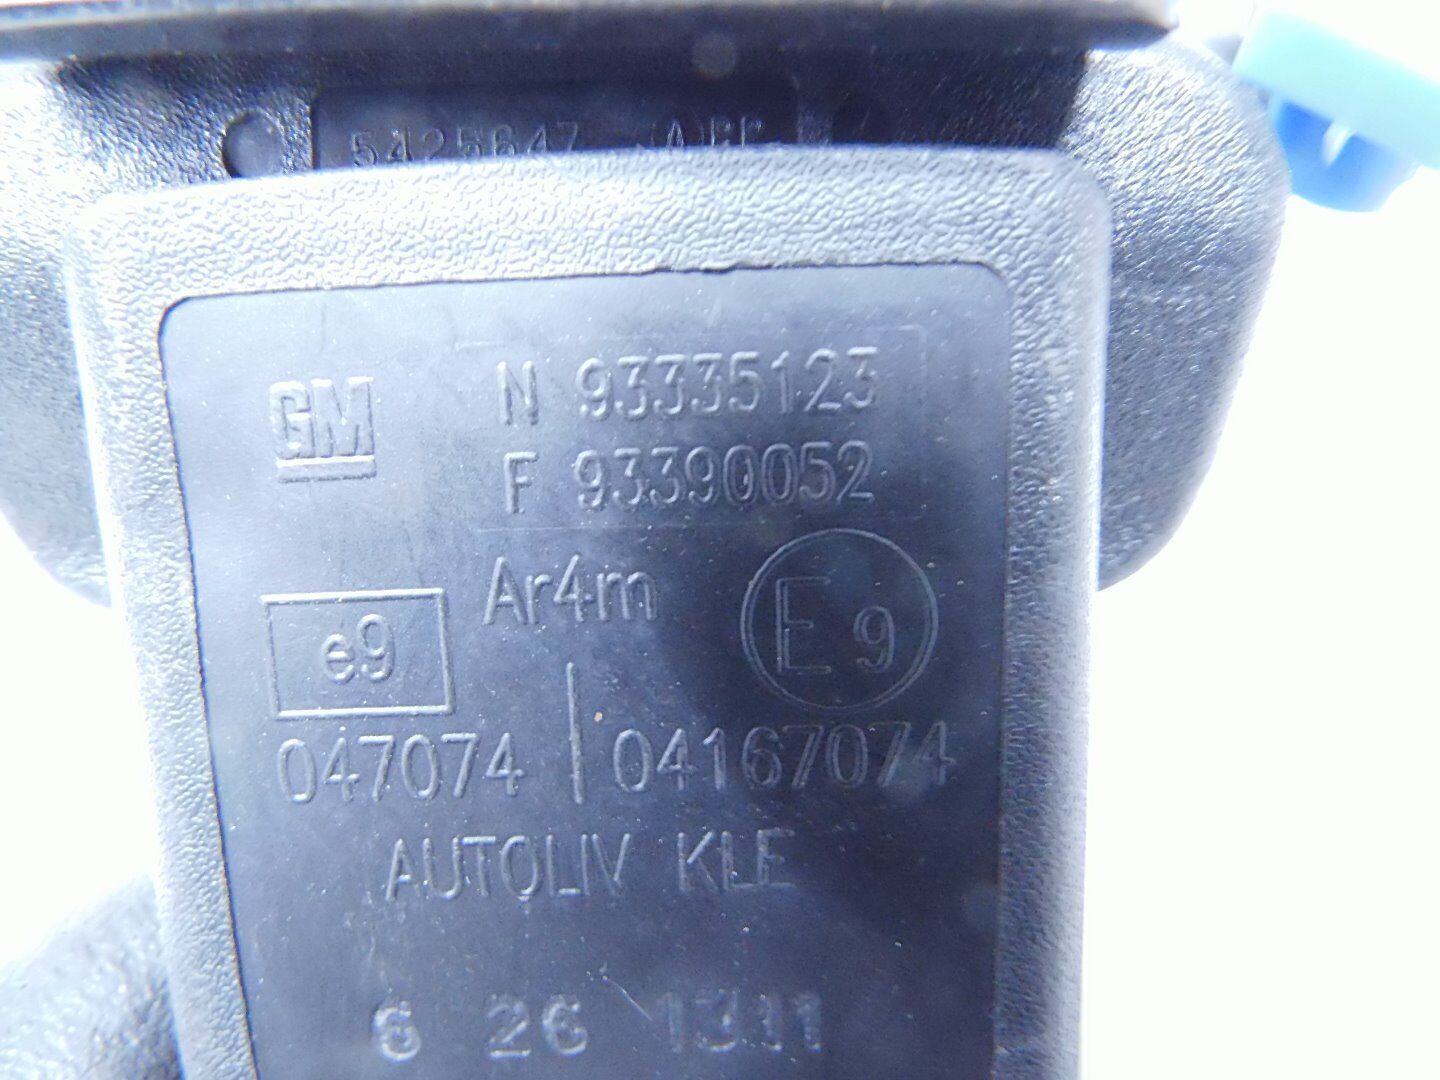 5425647
GM
N 93335123
F 93390052
Ar4m
e9
E 9
047074 | 04167074
AUTOLIV KLE
6 26 1311